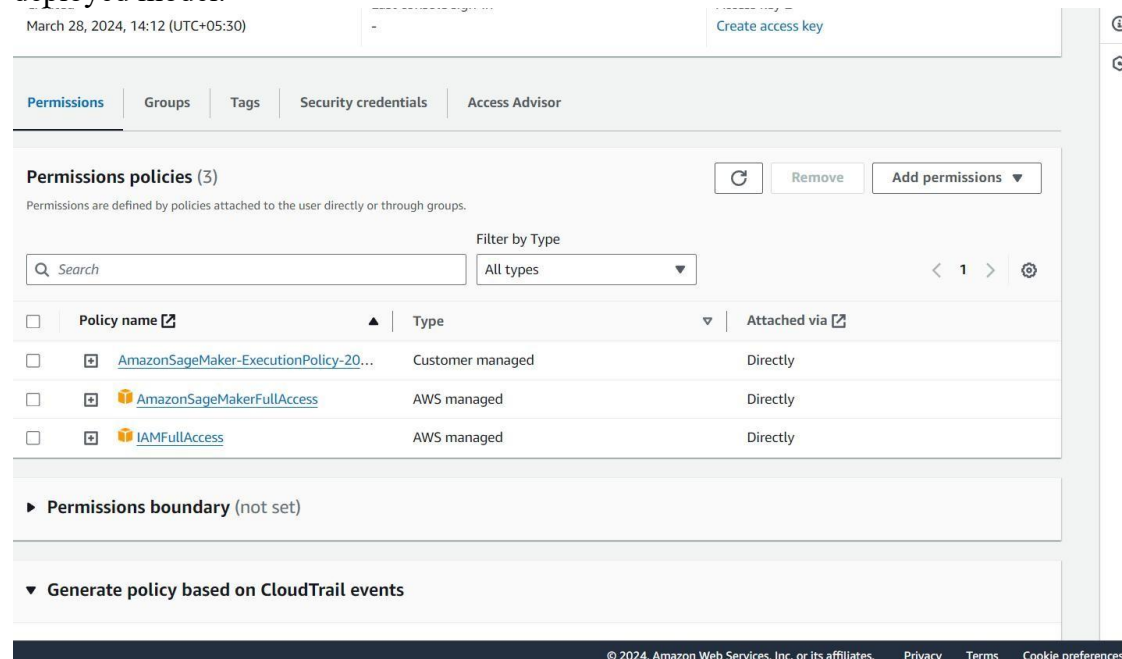 deployed model.
March 28, 2024, 14:12 (UTC+05:30)
-
Create access key
Permissions Groups Tags Security credentials Access Advisor
Permissions policies (3)
Remove Add permissions
Permissions are defined by policies attached to the user directly or through groups.
Filter by Type
Search All types 1
Policy name Type Attached via
AmazonSageMaker-ExecutionPolicy-20... Customer managed Directly
AmazonSageMakerFullAccess AWS managed Directly
IAMFullAccess AWS managed Directly
Permissions boundary (not set)
Generate policy based on CloudTrail events
© 2024, Amazon Web Services, Inc. or its affiliates. Privacy Terms Cookie preferences